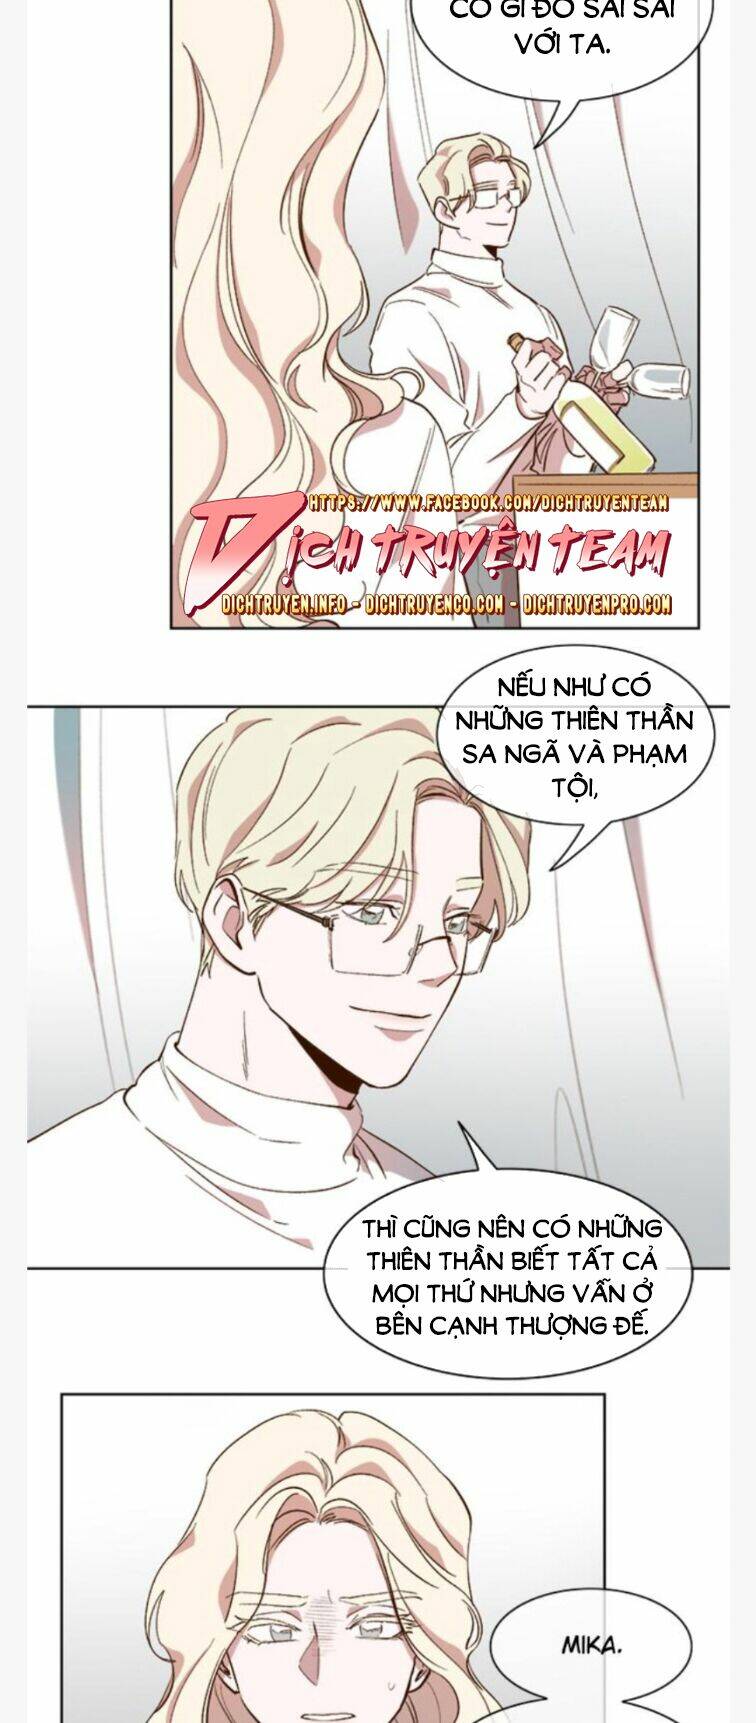 CÓ GÌ ĐÓ SAI SAI
VỚI TA.
HTTPS://WWW.FACEBOOK.COM/DICHTRUYENTEAM
DỊCH TRUYỆN TEAM
DICHTRUYEN.INFO - DICHTRUYENCO.COM - DICHTRUYENPRO.COM
NẾU NHƯ CÓ
NHỮNG THIÊN THẦN
SA NGÃ VÀ PHẠM
TỘI,
THÌ CŨNG NÊN CÓ NHỮNG
THIÊN THẦN BIẾT TẤT CẢ
MỌI THỨ NHƯNG VẪN Ở
BÊN CẠNH THƯỢNG ĐẾ.
MIKA.